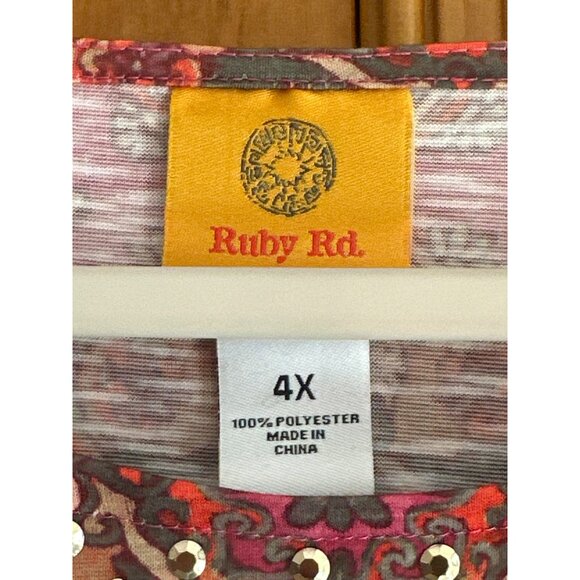 Ruby Rd.
4X
100% POLYESTER
MADE IN
CHINA